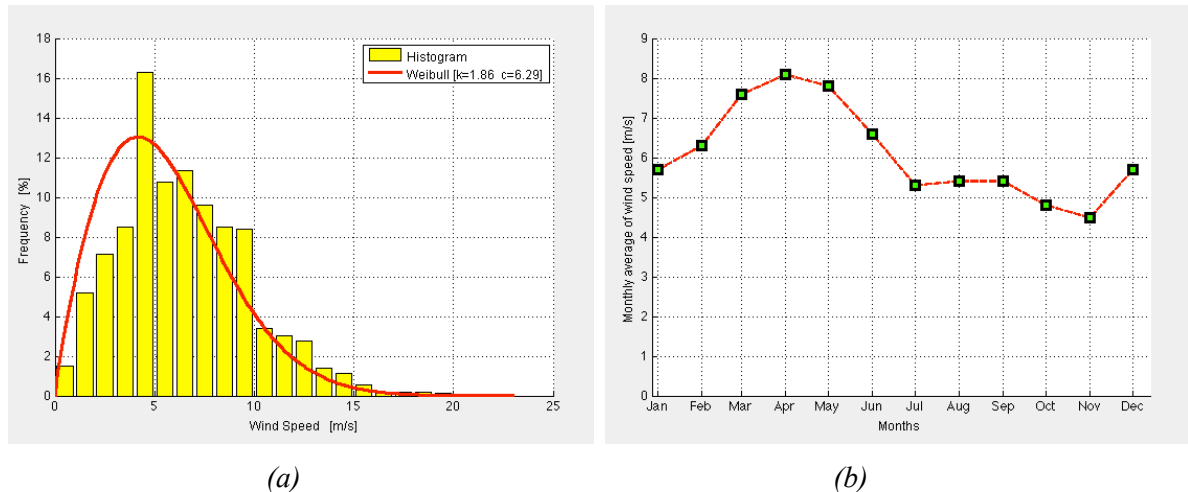 18
16
14
12
10
8
6
4
2
0
Frequency [%]
Histogram
Weibull [k=1.86 c=6.29]
0 5 10 15 20 25
Wind Speed [m/s]
(a)
9
8
7
6
5
4
3
2
1
0
Monthly average of wind speed [m/s]
Jan Feb Mar Apr May Jun Jul Aug Sep Oct Nov Dec
Months
(b)